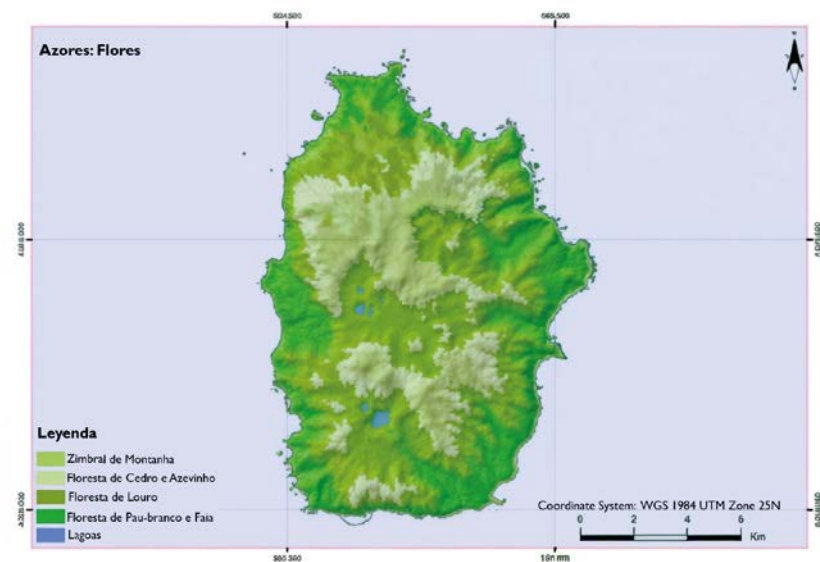 Azores: Flores
Leyenda
Zimbral de Montanha
Floresta de Cedro e Azevinho
Floresta de Louro
Floresta de Pau-branco e Faia
Lagoas
Coordinate System: WGS 1984 UTM Zone 25N
0 2 4 6
Km